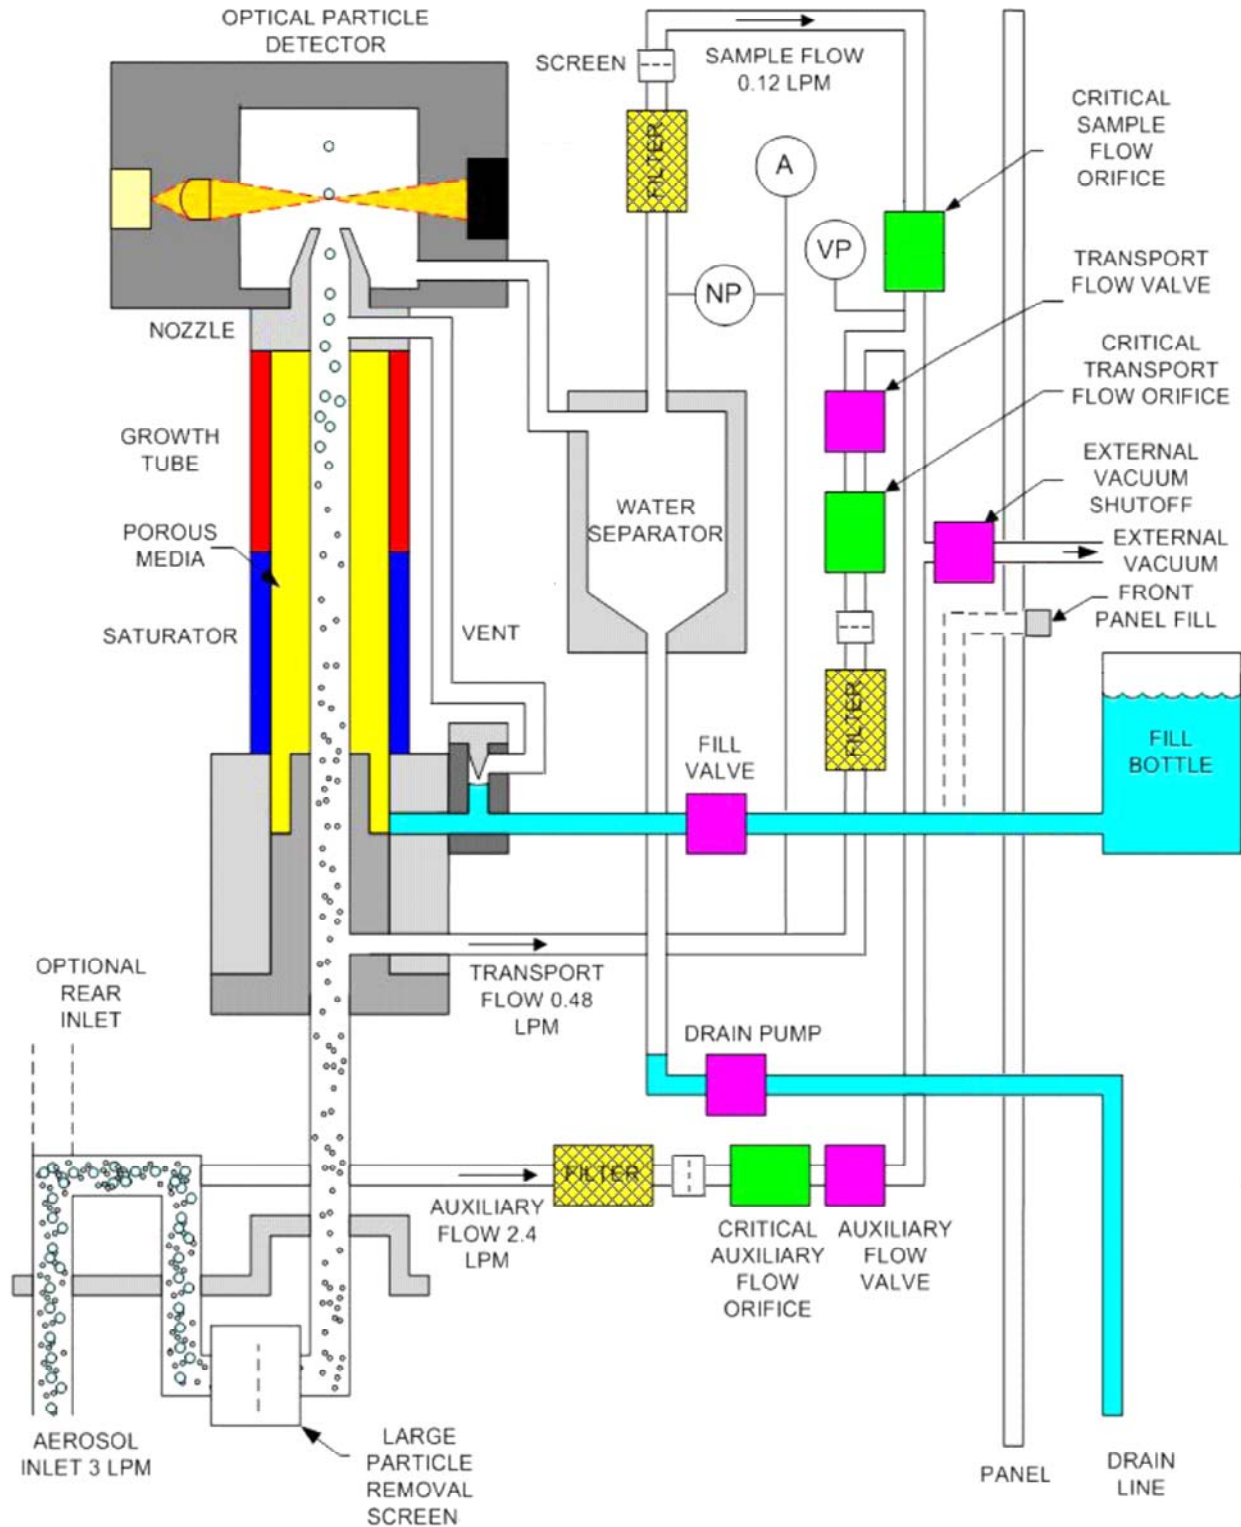 OPTICAL PARTICLE
DETECTOR
SCREEN
SAMPLE FLOW
0.12 LPM
CRITICAL
SAMPLE
FLOW
ORIFICE
FILTER
A
VP
NP
TRANSPORT
FLOW VALVE
NOZZLE
CRITICAL
TRANSPORT
FLOW ORIFICE
GROWTH
TUBE
EXTERNAL
VACUUM
SHUTOFF
WATER
SEPARATOR
POROUS
MEDIA
EXTERNAL
VACUUM
FRONT
PANEL FILL
SATURATOR
VENT
FILTER
FILL
VALVE
FILL
BOTTLE
OPTIONAL
REAR
INLET
TRANSPORT
FLOW 0.48
LPM
DRAIN PUMP
FILTER
AUXILIARY
FLOW 2.4
LPM
CRITICAL
AUXILIARY
FLOW
ORIFICE
AUXILIARY
FLOW
VALVE
AEROSOL
INLET 3 LPM
LARGE
PARTICLE
REMOVAL
SCREEN
PANEL
DRAIN
LINE